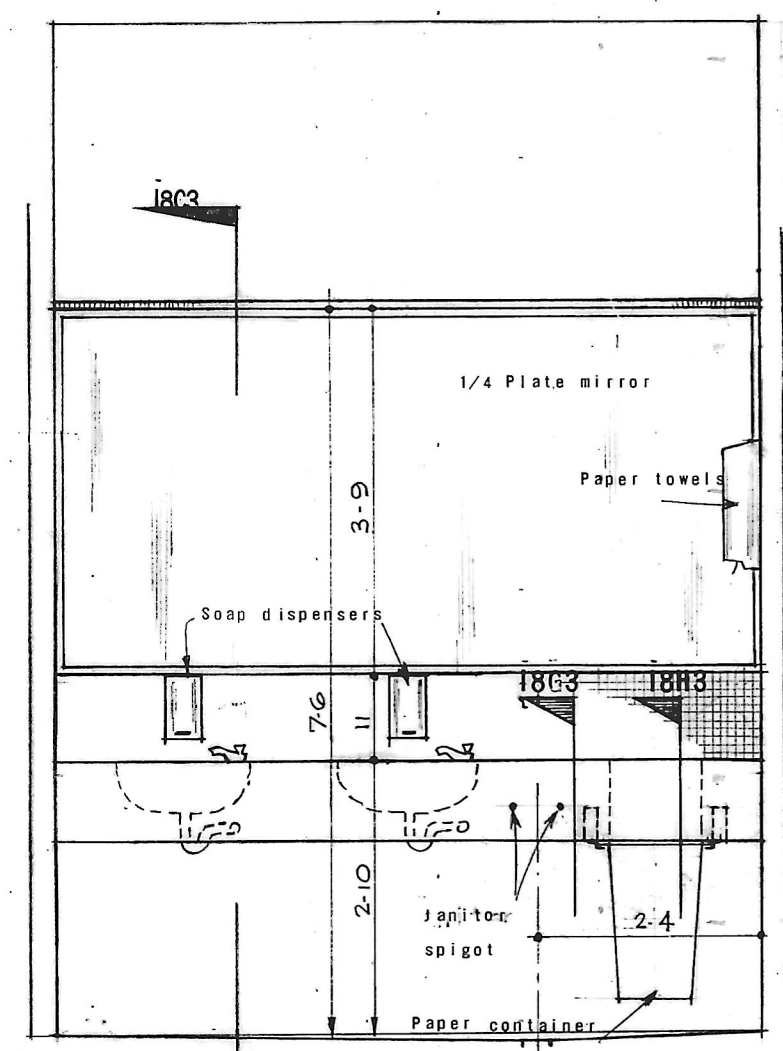 18C3
1/4 Plate mirror
Paper towels
3-9
Soap dispensers
18G3
18H3
7-6
11
2-10
Janitor
spigot
2-4
Paper container